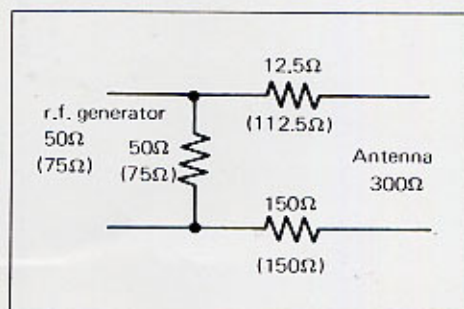 12.5Ω
(112.5Ω)
r.f. generator
50Ω
(75Ω)
50Ω
(75Ω)
Antenna
300Ω
150Ω
(150Ω)